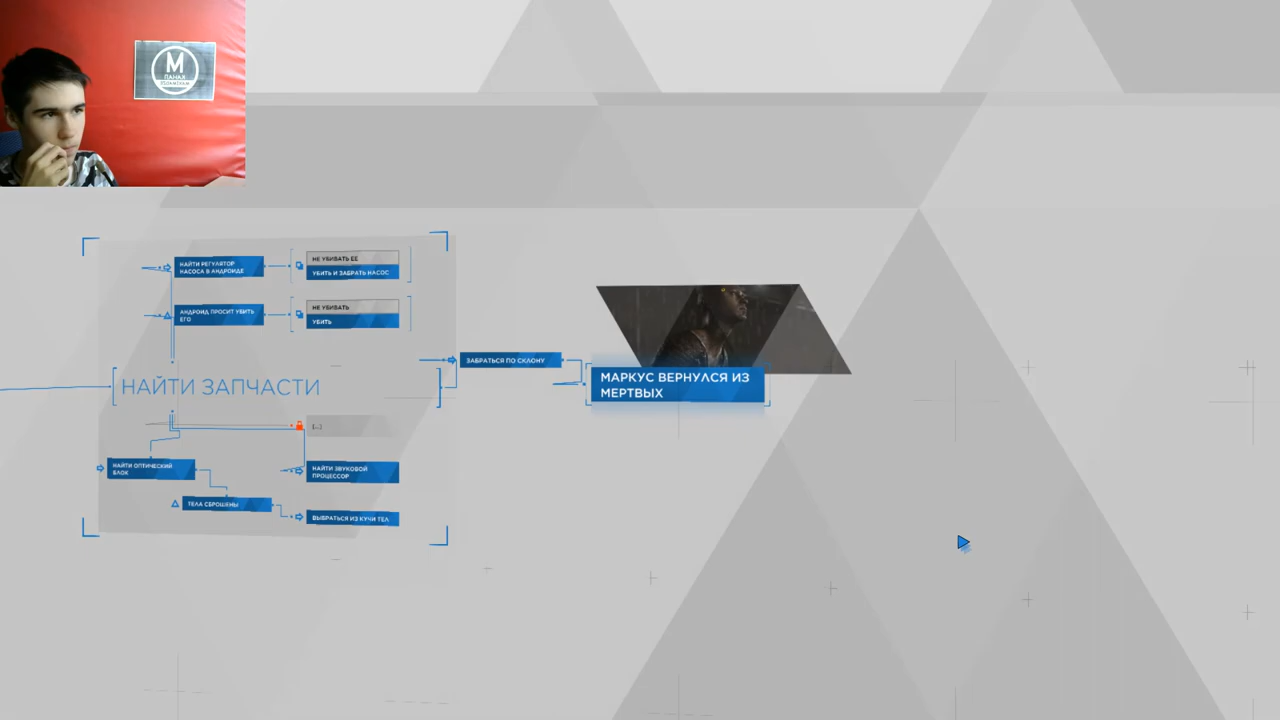 М
ПАНАХ
НАЙТИ РЕГУЛЯТОР
НАСОСА В АНДРОИДЕ
НЕ УБИВАТЬ ЕЕ
УБИТЬ И ЗАБРАТЬ НАСОС
АНДРОИД ПРОСИТ УБИТЬ
ЕГО
НЕ УБИВАТЬ
УБИТЬ
ЗАБРАТЬСЯ ПО СКЛОНУ
МАРКУС ВЕРНУЛСЯ ИЗ
МЕРТВЫХ
НАЙТИ ЗАПЧАСТИ
[...]
НАЙТИ ОПТИЧЕСКИЙ
БЛОК
НАЙТИ ЗВУКОВОЙ
ПРОЦЕССОР
ТЕЛА СБРОШЕНЫ
ВЫБРАТЬСЯ ИЗ КУЧИ ТЕЛ